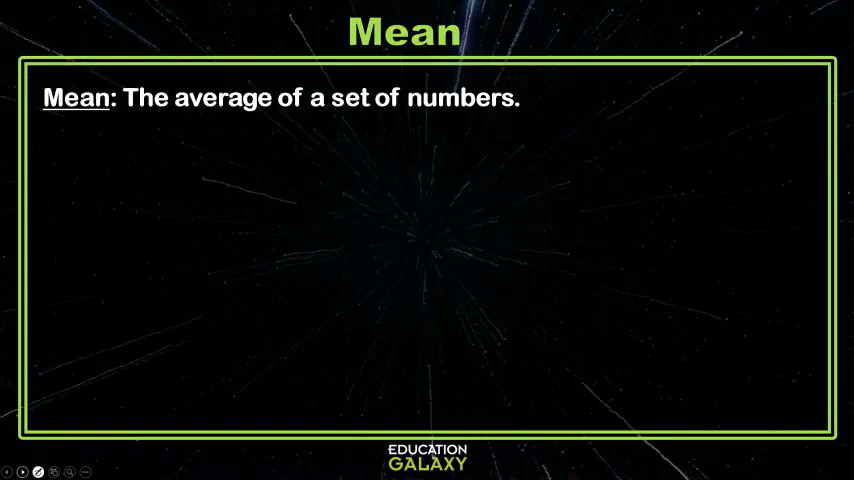 Mean
Mean: The average of a set of numbers.
EDUCATION
GALAXY